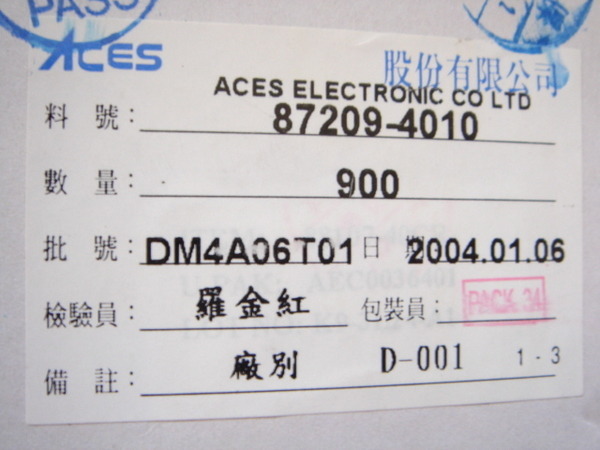 PASS
ACES 股份有限公司
ACES ELECTRONIC CO LTD
料 號: 87209-4010
數 量: 900
批 號: DM4A06T01 日 期: 2004.01.06
檢驗員: 羅金紅 包裝員: PACK 34
備 註: 廠別 D-001 1-3